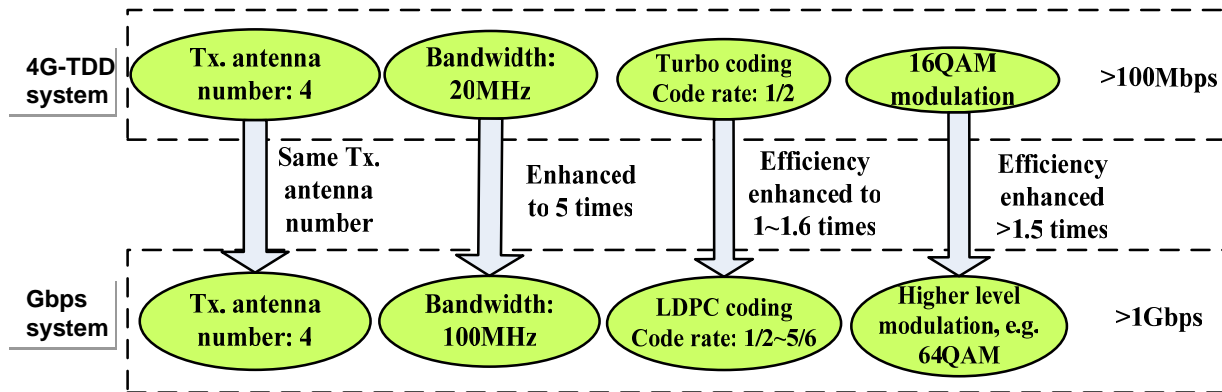 4G-TDD
system
Tx. antenna
number: 4
Bandwidth:
20MHz
Turbo coding
Code rate: 1/2
16QAM
modulation
>100Mbps
Same Tx.
antenna
number
Enhanced
to 5 times
Efficiency
enhanced to
1~1.6 times
Efficiency
enhanced
>1.5 times
Gbps
system
Tx. antenna
number: 4
Bandwidth:
100MHz
LDPC coding
Code rate: 1/2~5/6
Higher level
modulation, e.g.
64QAM
>1Gbps